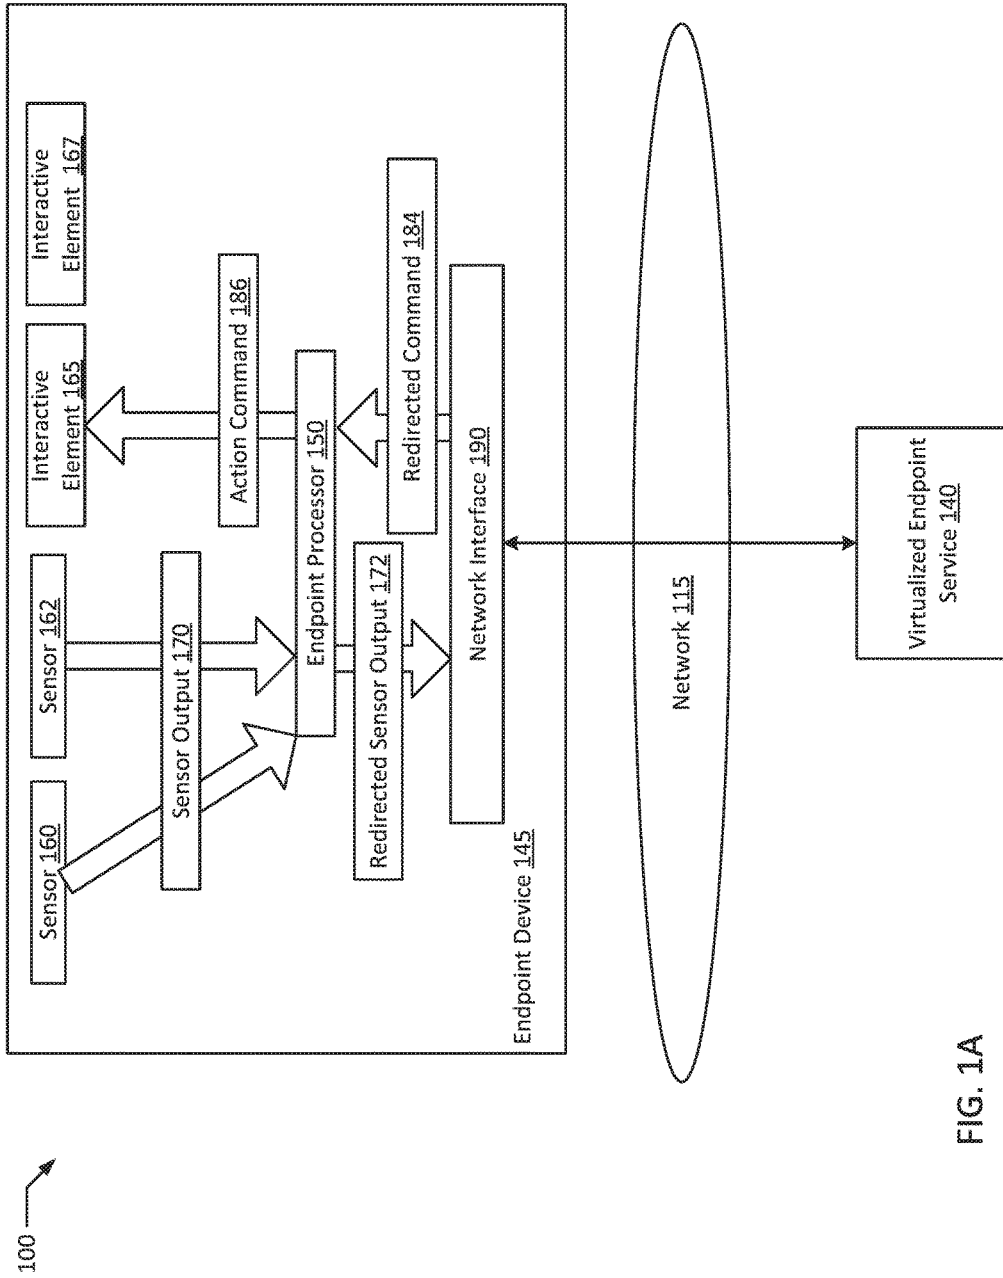 100
Sensor 160
Sensor 162
Interactive
Element 165
Interactive
Element 167
Sensor Output 170
Action Command 186
Endpoint Processor 150
Redirected Sensor Output 172
Redirected Command 184
Network Interface 190
Endpoint Device 145
Network 115
Virtualized Endpoint
Service 140
FIG. 1A